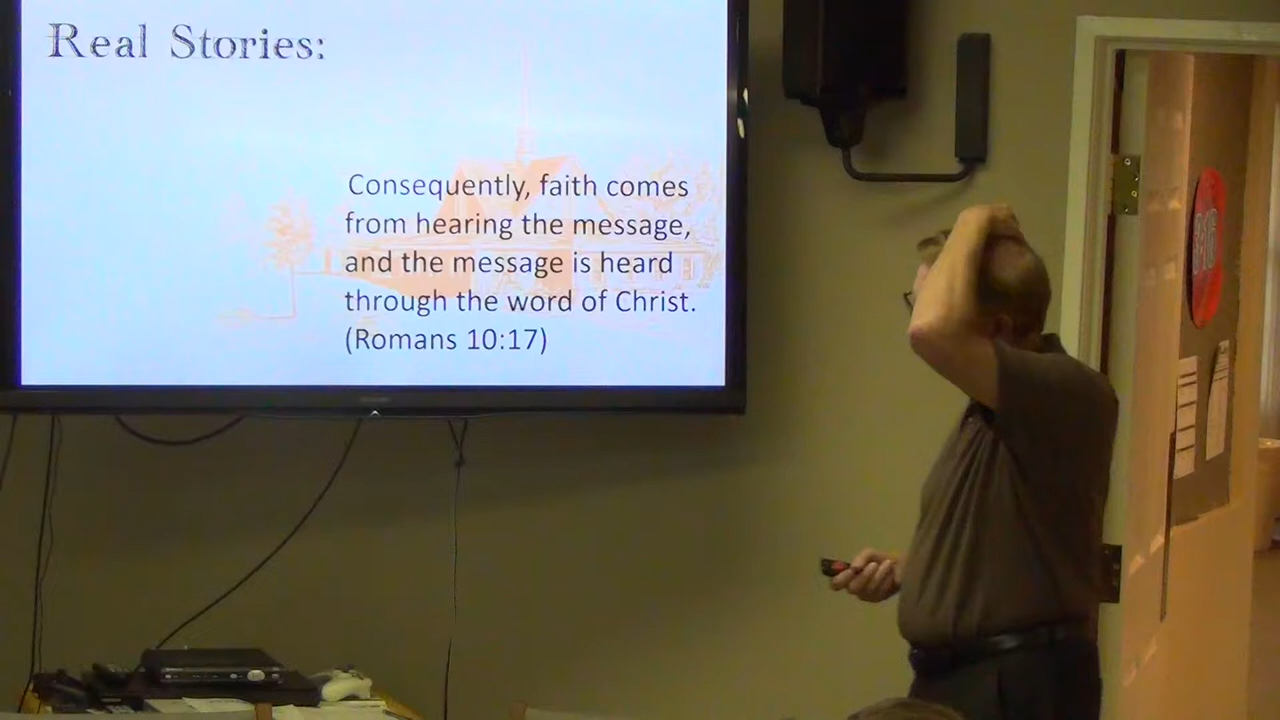 Real Stories:
Consequently, faith comes
from hearing the message,
and the message is heard
through the word of Christ.
(Romans 10:17)